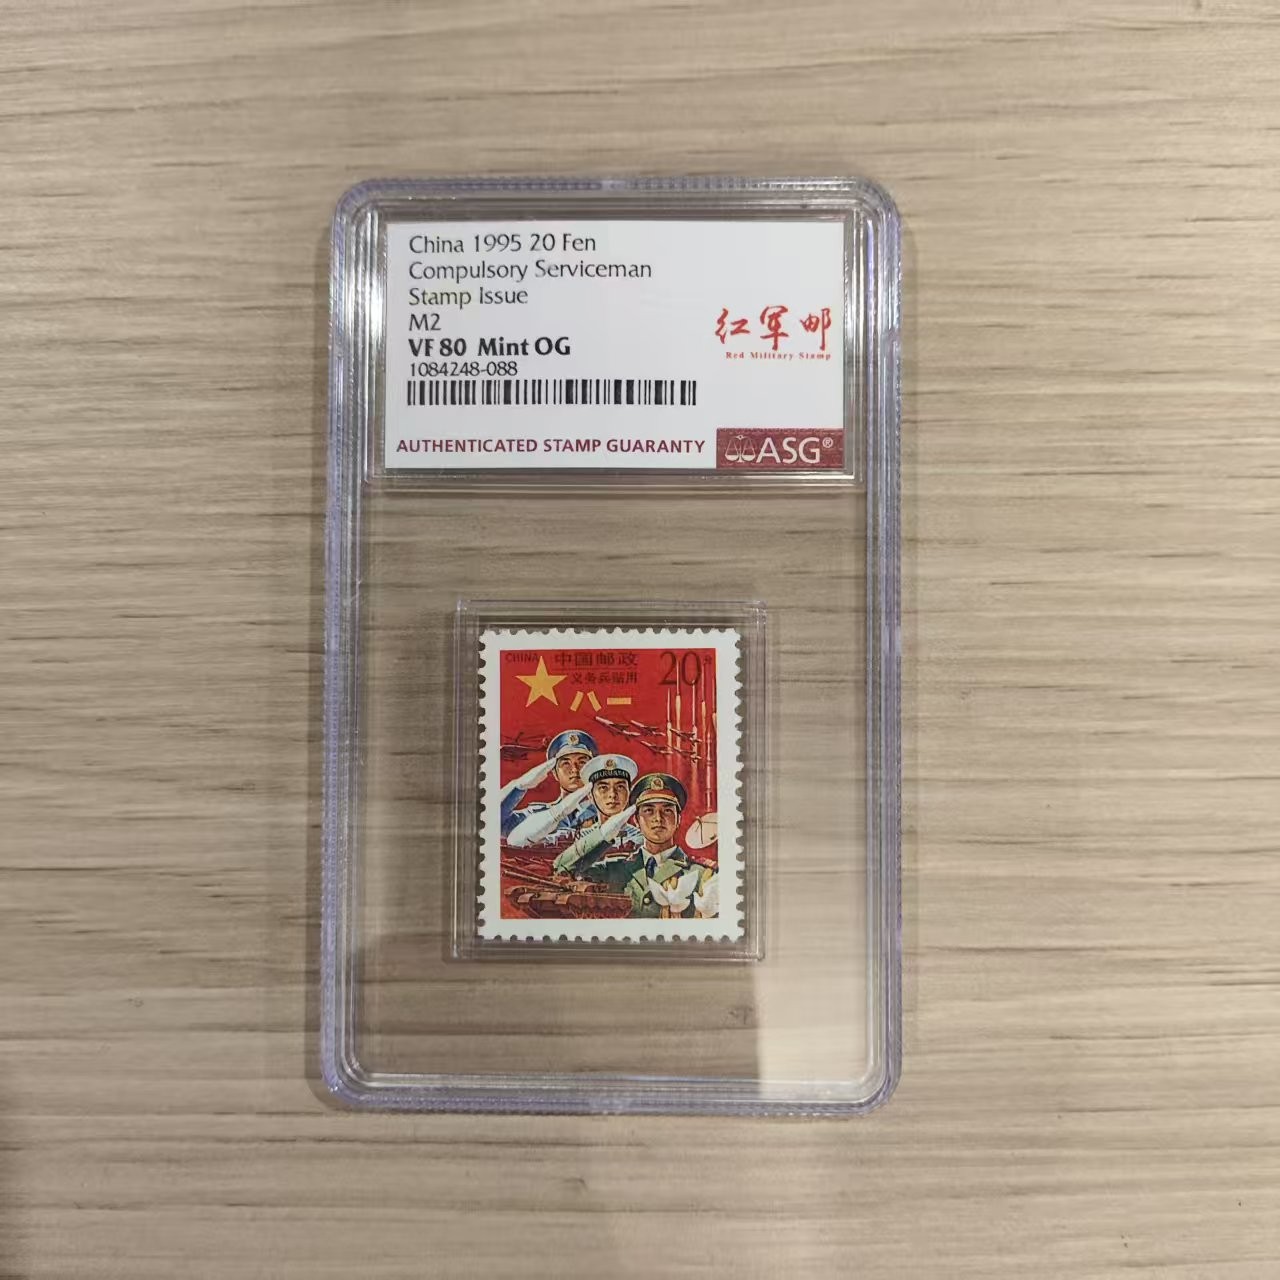 China 1995 20 Fen
Compulsory Serviceman
Stamp Issue
M2
VF 80 Mint OG
1084248-088
红军邮
Red Military Stamp
AUTHENTICATED STAMP GUARANTY
ASG®
CHINA 中国邮政 20分
义务兵贴用
八一